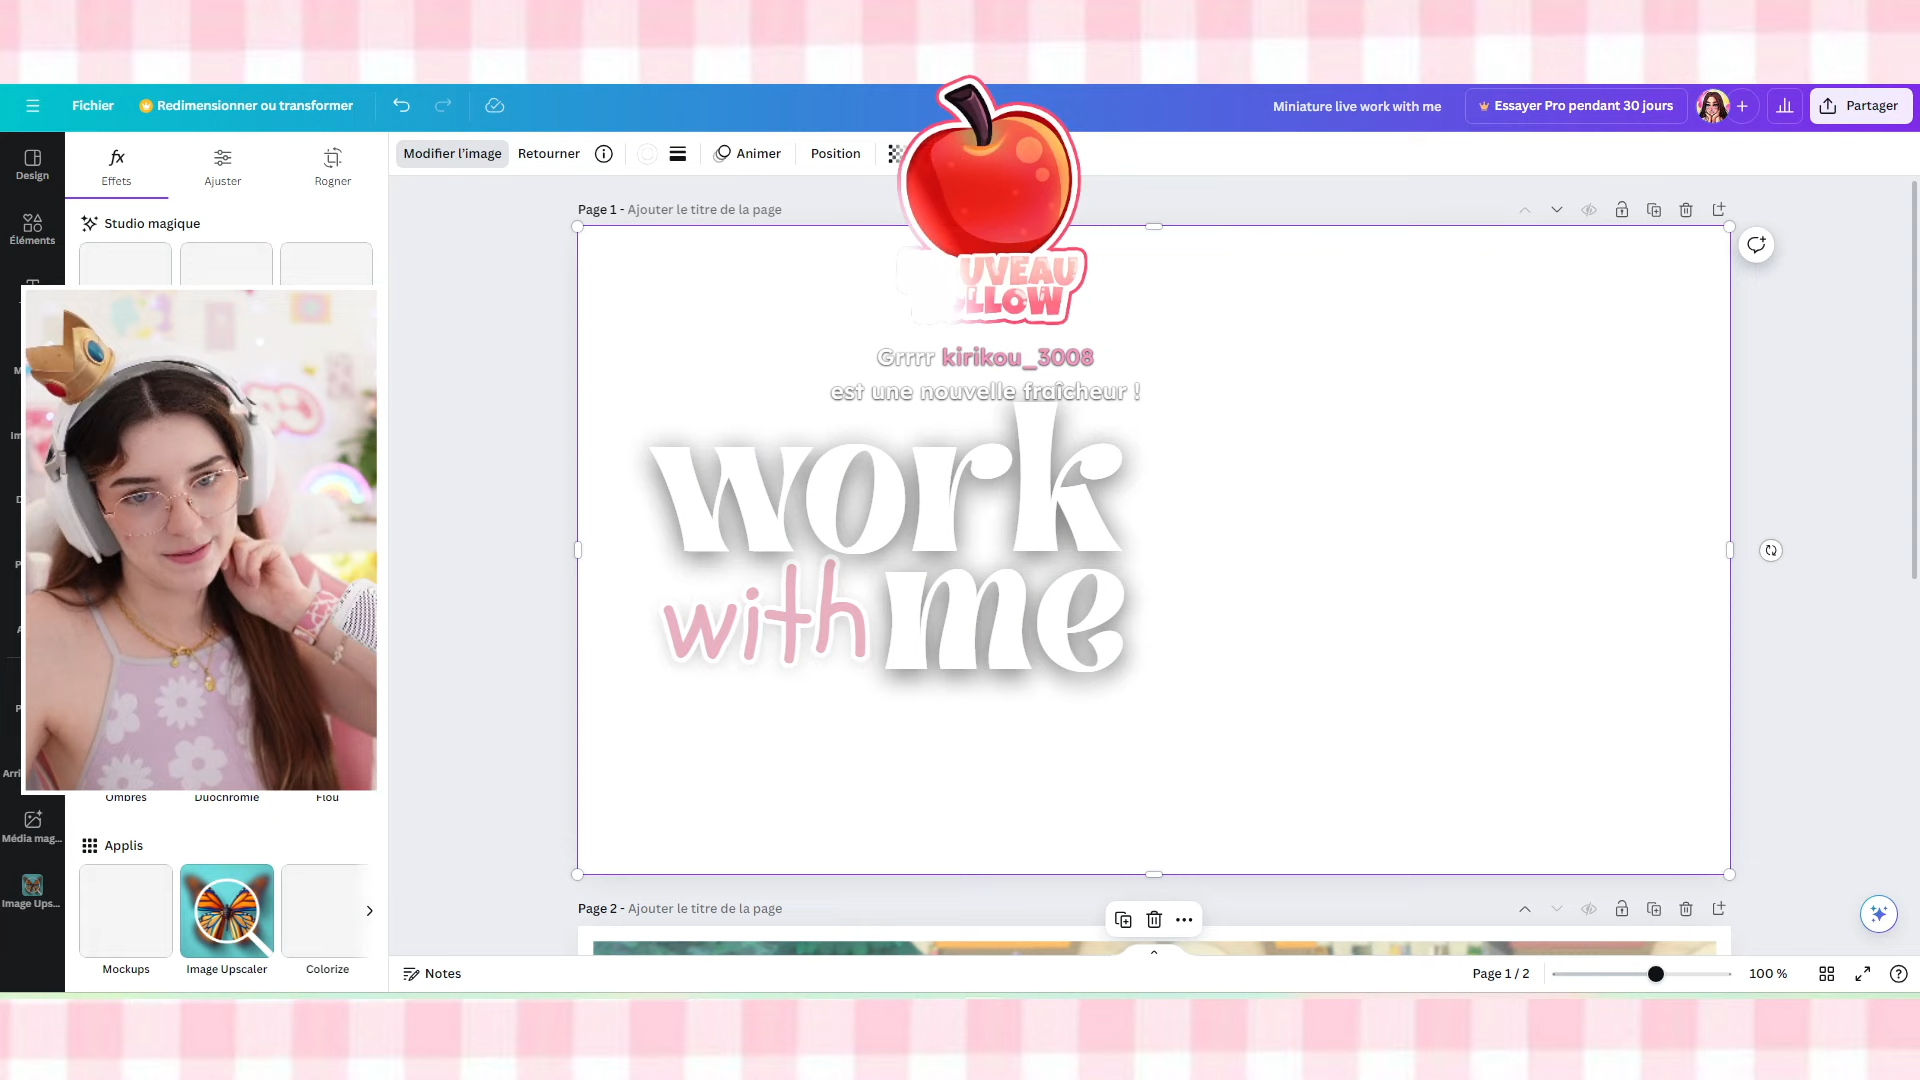 Fichier
Redimensionner ou transformer
Miniature live work with me
Essayer Pro pendant 30 jours
Partager
Design
Éléments
Effets
Ajuster
Rogner
Modifier l'image
Retourner
Animer
Position
Studio magique
Page 1 - Ajouter le titre de la page
Grrrr kirikou_3008
est une nouvelle fraîcheur !
work
with me
Ombres
Duochromie
Flou
Média mag...
Applis
Image Ups...
Mockups
Image Upscaler
Colorize
Page 2 - Ajouter le titre de la page
Notes
Page 1 / 2
100 %